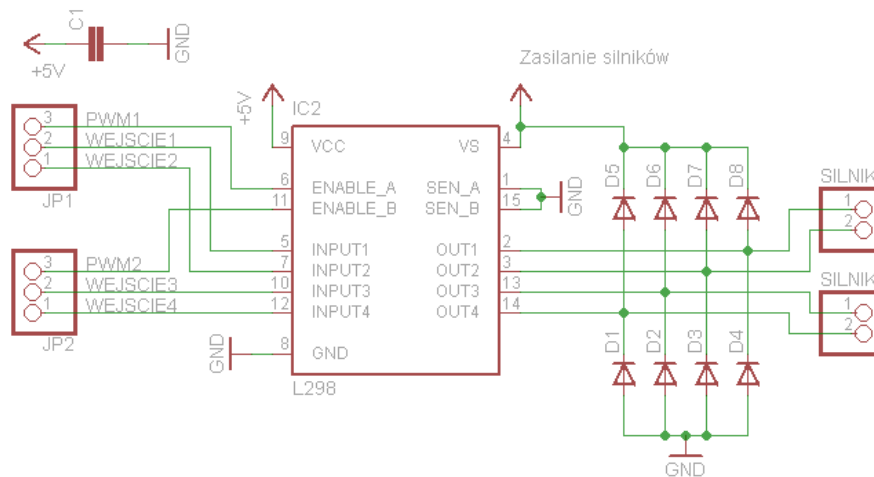 C1
+5V
GND
Zasilanie silników
+5V
IC2
3 PWM1
2 WEJSCIE1
1 WEJSCIE2
JP1
3 PWM2
2 WEJSCIE3
1 WEJSCIE4
JP2
9 VCC VS 4
6 ENABLE_A SEN_A 1
11 ENABLE_B SEN_B 15
GND
5 INPUT1 OUT1 2
7 INPUT2 OUT2 3
10 INPUT3 OUT3 13
12 INPUT4 OUT4 14
8 GND
GND
L298
D5 D6 D7 D8
D1 D2 D3 D4
GND
SILNIK
1
2
SILNIK
1
2